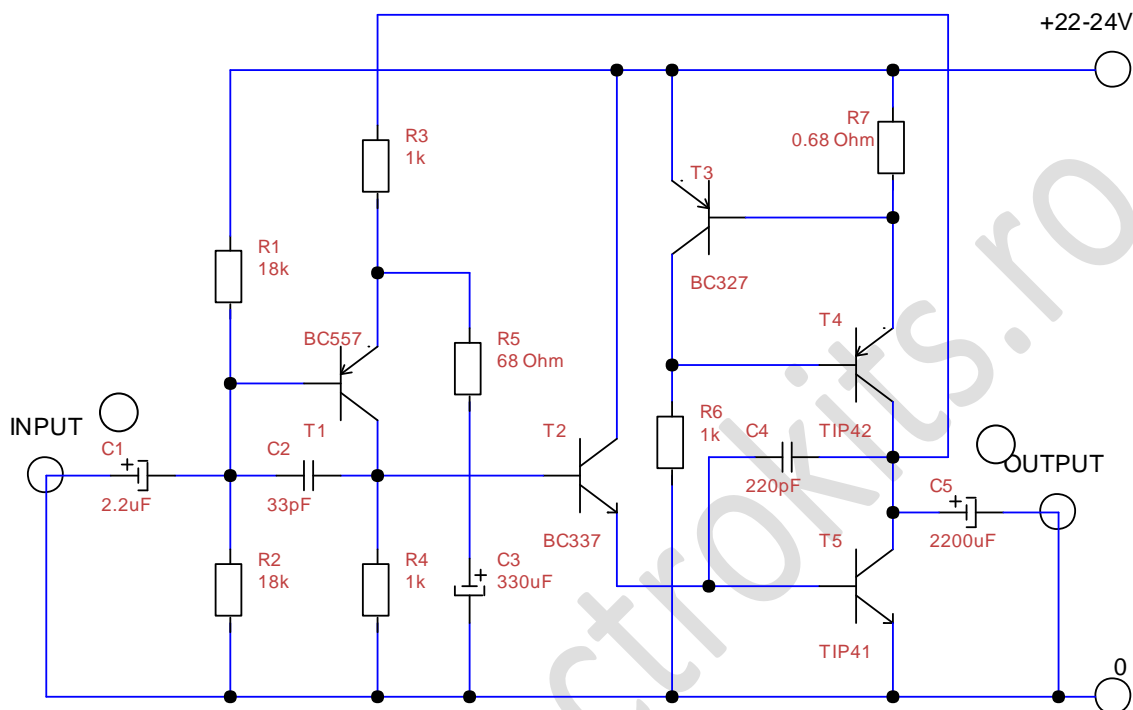 +22-24V
R3
1k
R7
0.68 Ohm
T3
R1
18k
BC327
BC557
R5
68 Ohm
T4
INPUT
C1
+
2.2uF
C2
33pF
T1
T2
R6
1k
C4
220pF
TIP42
OUTPUT
C5
+
2200uF
BC337
T5
R2
18k
R4
1k
C3
+
330uF
TIP41
0
ctrokits.ro